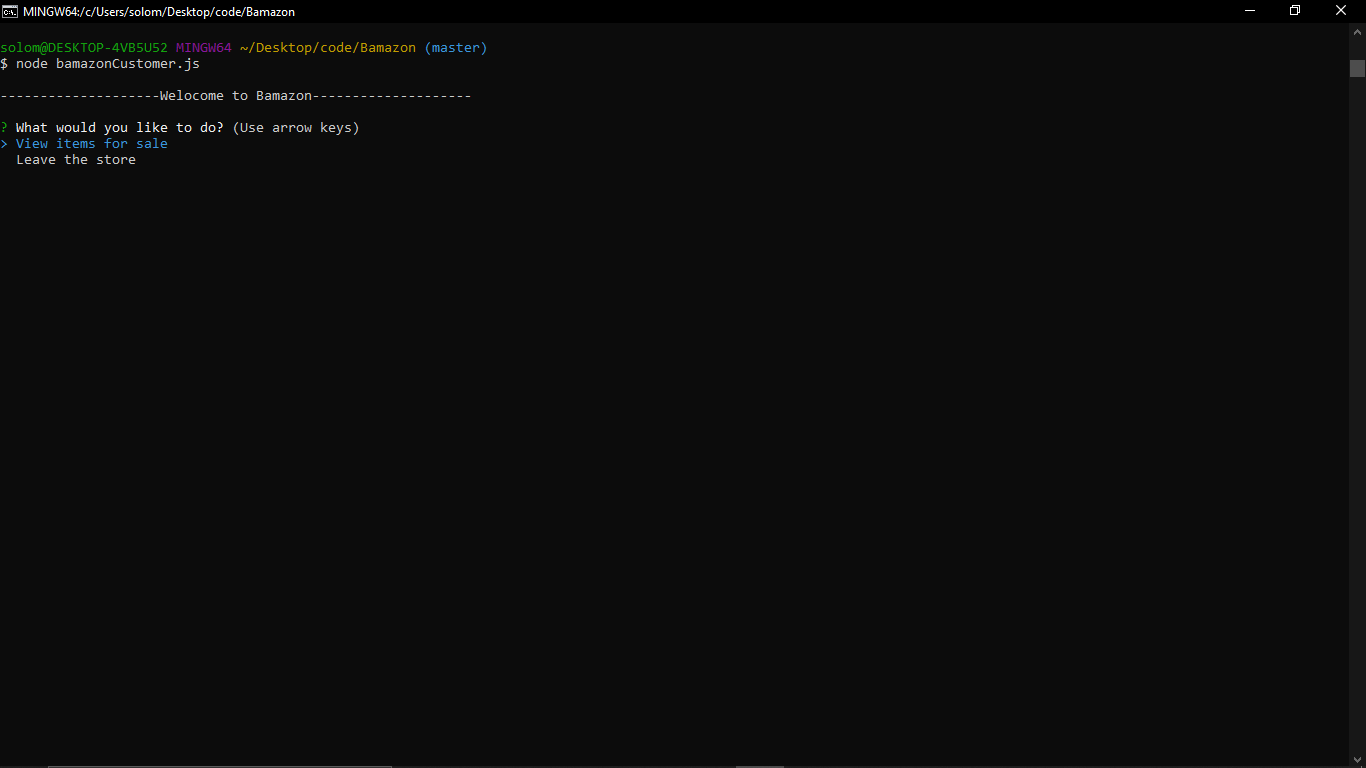 MINGW64:/c/Users/solom/Desktop/code/Bamazon
solom@DESKTOP-4VB5U52 MINGW64 ~/Desktop/code/Bamazon (master)
$ node bamazonCustomer.js
--------------------Welocome to Bamazon--------------------
? What would you like to do? (Use arrow keys)
> View items for sale
Leave the store